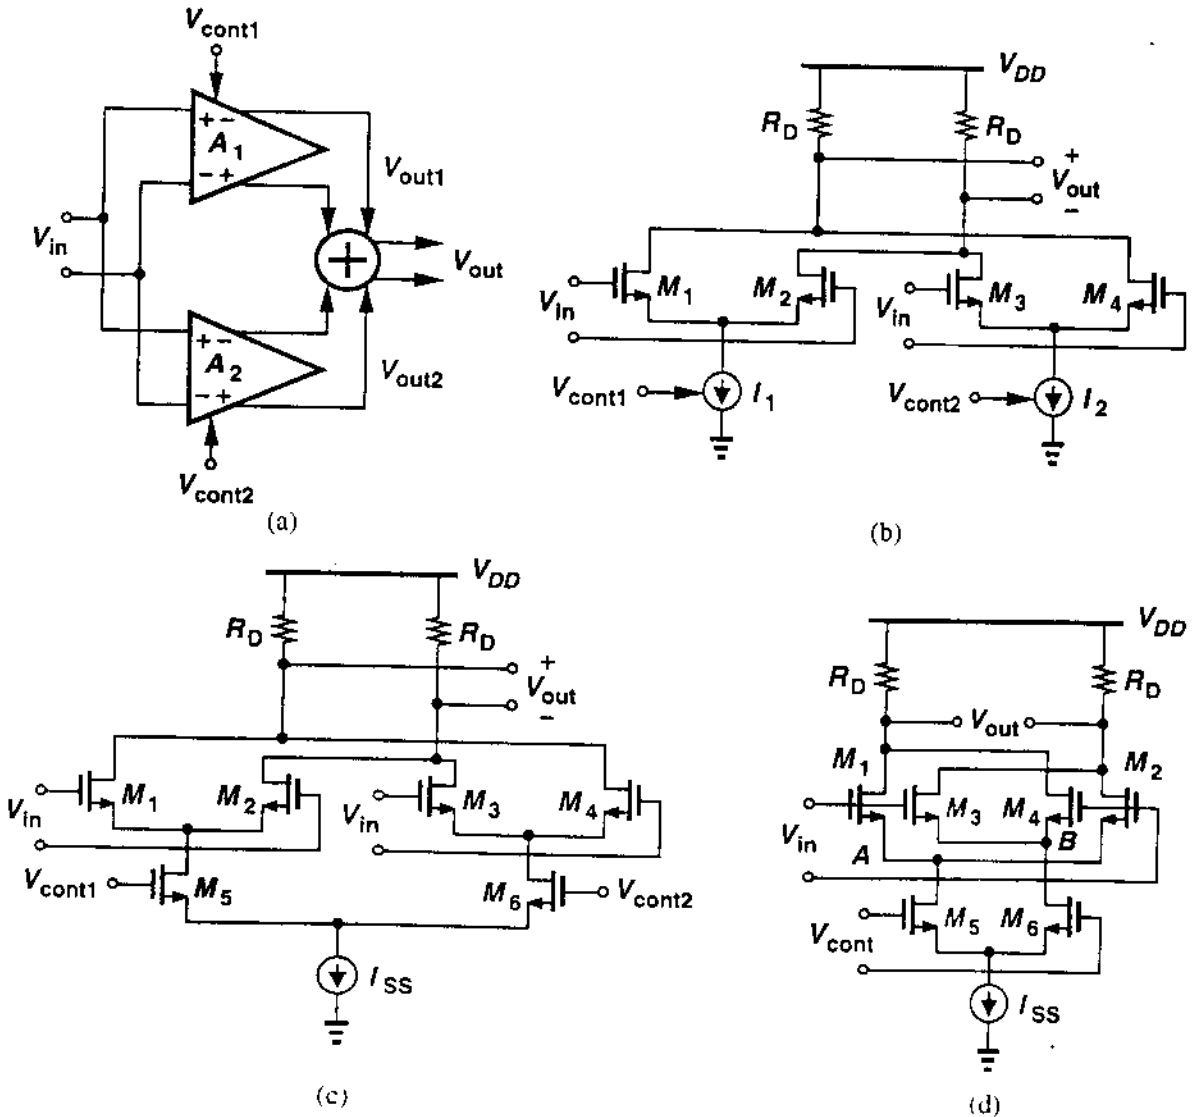 Vcont1
+ −
A1
− +
Vout1
Vin
+
Vout
+ −
A2
− +
Vout2
Vcont2
(a)
VDD
RD
RD
+
Vout
−
Vin
M1
M2
Vin
M3
M4
Vcont1
I1
Vcont2
I2
(b)
VDD
RD
RD
+
Vout
−
Vin
M1
M2
Vin
M3
M4
Vcont1
M5
M6
Vcont2
ISS
(c)
VDD
RD
RD
Vout
M1
M2
M3
M4
Vin
A
B
M5
M6
Vcont
ISS
(d)